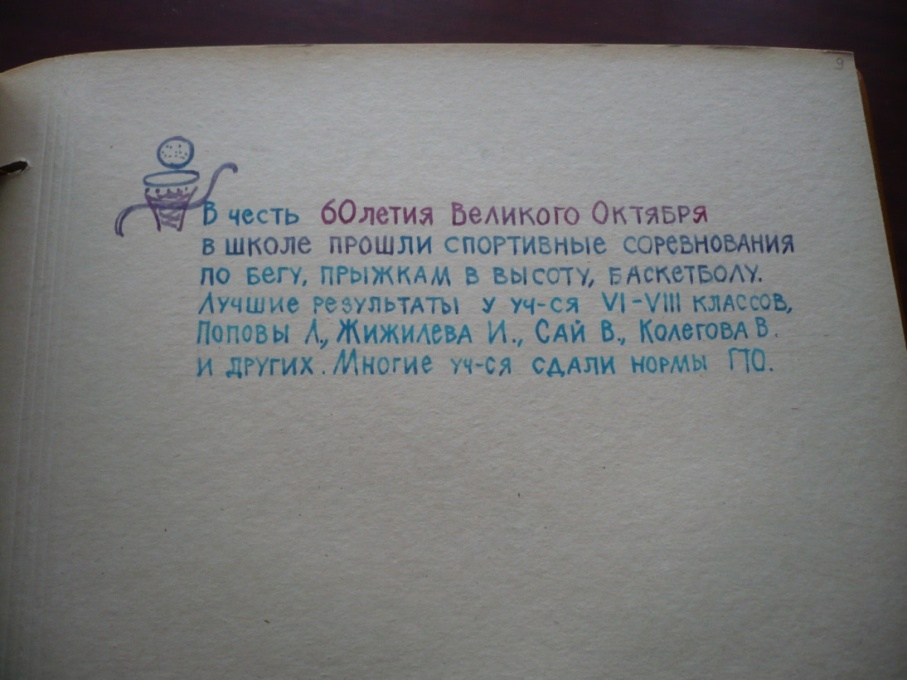 9
В честь 60летия Великого Октября
в школе прошли спортивные соревнования
по бегу, прыжкам в высоту, баскетболу.
Лучшие результаты у уч-ся VI-VIII классов,
Поповы Л., Жижилева И., Сай В., Колегова В.
и других. Многие уч-ся сдали нормы ГТО.